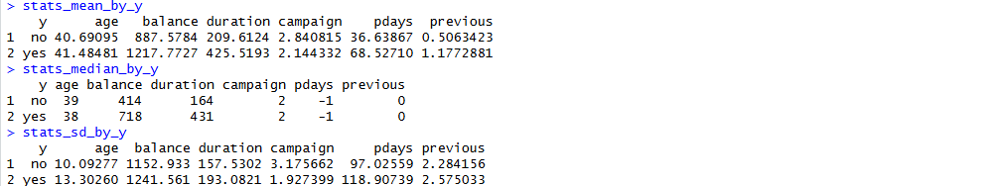 > stats_mean_by_y
y age balance duration campaign pdays previous
1 no 40.69095 887.5784 209.6124 2.840815 36.63867 0.5063423
2 yes 41.48481 1217.7727 425.5193 2.144332 68.52710 1.1772881
> stats_median_by_y
y age balance duration campaign pdays previous
1 no 39 414 164 2 -1 0
2 yes 38 718 431 2 -1 0
> stats_sd_by_y
y age balance duration campaign pdays previous
1 no 10.09277 1152.933 157.5302 3.175662 97.02559 2.284156
2 yes 13.30260 1241.561 193.0821 1.927399 118.90739 2.575033